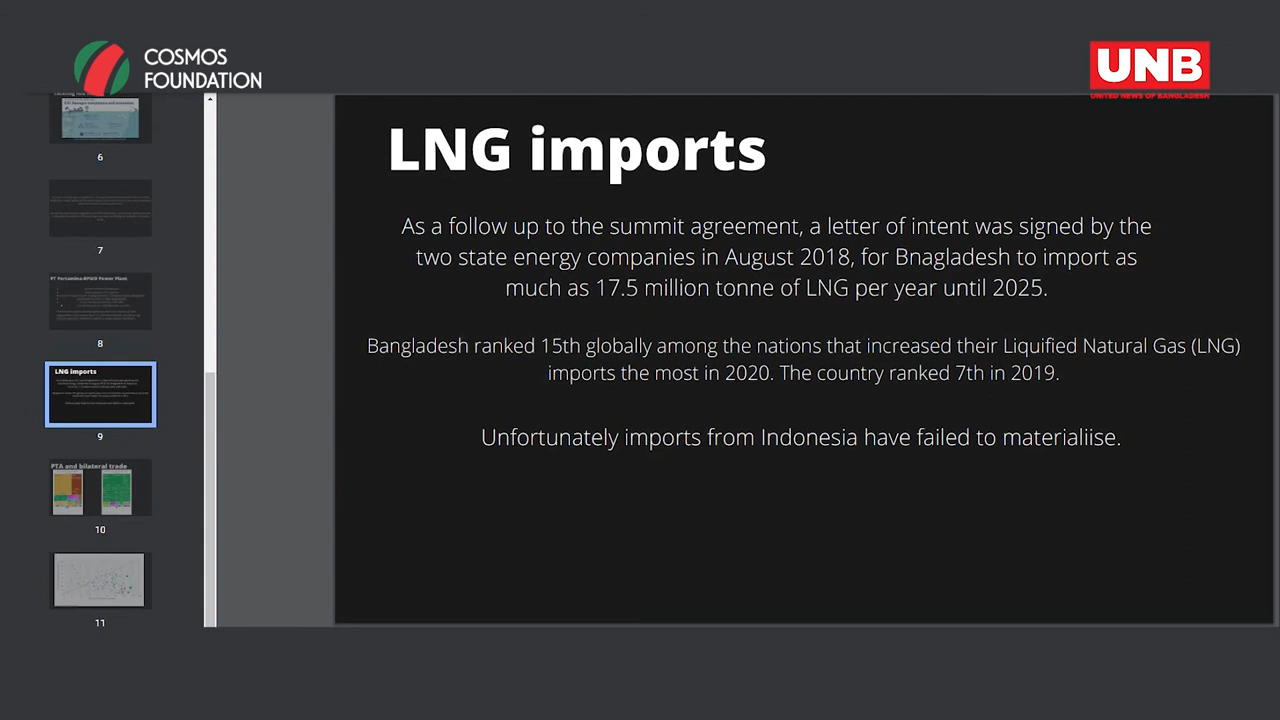 COSMOS
FOUNDATION
UNB
UNITED NEWS OF BANGLADESH
6
7
PT Pertamina-BPWD Power Plant
8
LNG imports
9
PTA and bilateral trade
10
11
LNG imports
As a follow up to the summit agreement, a letter of intent was signed by the
two state energy companies in August 2018, for Bnagladesh to import as
much as 17.5 million tonne of LNG per year until 2025.
Bangladesh ranked 15th globally among the nations that increased their Liquified Natural Gas (LNG)
imports the most in 2020. The country ranked 7th in 2019.
Unfortunately imports from Indonesia have failed to materialiise.